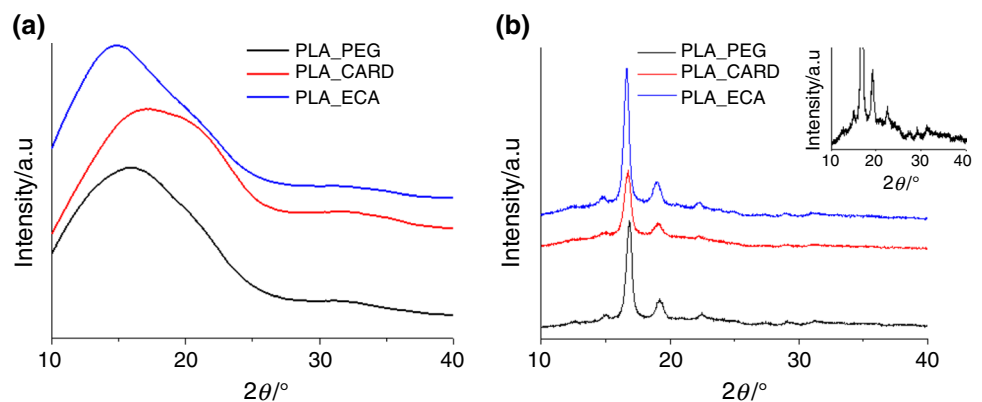 (a)
PLA_PEG
PLA_CARD
PLA_ECA
Intensity/a.u
10
20
30
40
2θ/°
(b)
PLA_PEG
PLA_CARD
PLA_ECA
Intensity/a.u
10
20
30
40
2θ/°
Intensity/a.u
10
20
30
40
2θ/°